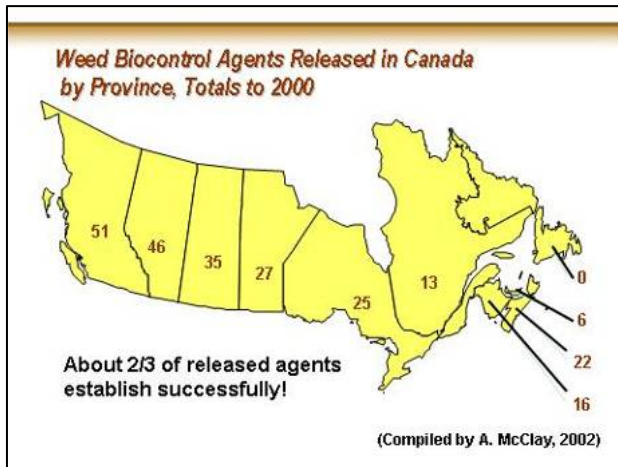 Weed Biocontrol Agents Released in Canada
by Province, Totals to 2000
51
46
35
27
25
13
0
6
22
16
About 2/3 of released agents
establish successfully!
(Compiled by A. McClay, 2002)